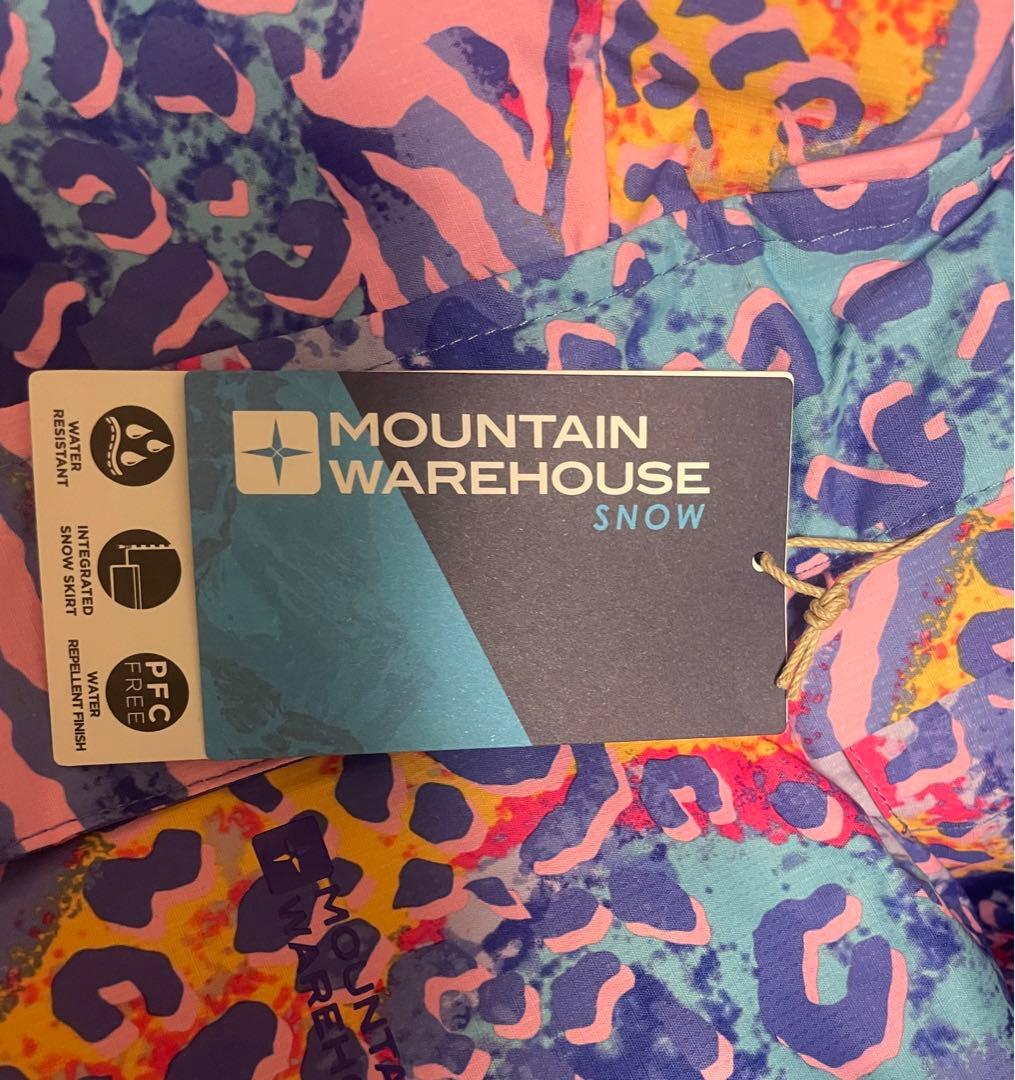 MOUNTAIN
WAREHOUSE
SNOW
WATER
RESISTANT
INTEGRATED
SNOW SKIRT
PFC
FREE
WATER
REPELLENT FINISH